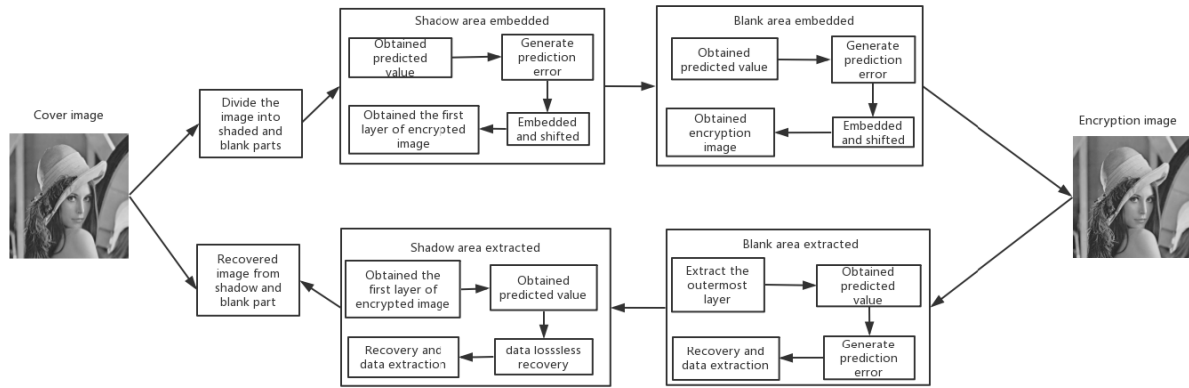 Cover image
Divide the
image into
shaded and
blank parts
Shadow area embedded
Obtained
predicted
value
Generate
prediction
error
Obtained the first
layer of encrypted
image
Embedded
and shifted
Blank area embedded
Obtained
predicted value
Generate
prediction
error
Obtained
encryption
image
Embedded
and shifted
Encryption image
Recovered
image from
shadow and
blank part
Shadow area extracted
Obtained the
first layer of
encrypted image
Obtained
predicted value
Recovery and
data extraction
data losssless
recovery
Blank area extracted
Extract the
outermost
layer
Obtained
predicted
value
Recovery and
data extraction
Generate
prediction
error